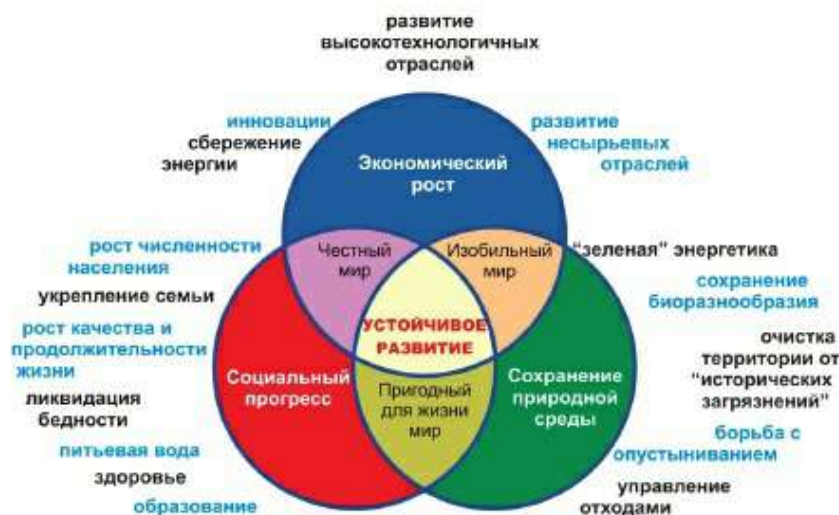 развитие
высокотехнологичных
отраслей
инновации
сбережение
энергии
развитие
несырьевых
отраслей
Экономический
рост
рост численности
населения
укрепление семьи
рост качества и
продолжительности
жизни
ликвидация
бедности
питьевая вода
здоровье
образование
Честный
мир
Изобильный
мир
"зеленая" энергетика
сохранение
биоразнообразия
очистка
территории от
"исторических
загрязнений"
борьба с
опустыниванием
управление
отходами
УСТОЙЧИВОЕ
РАЗВИТИЕ
Социальный
прогресс
Пригодный
для жизни
мир
Сохранение
природной
среды